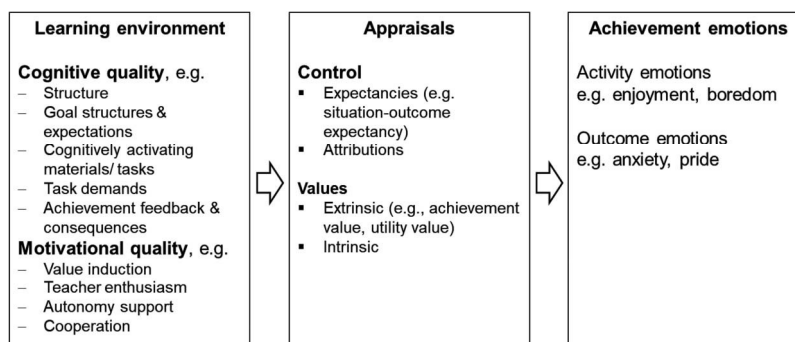 Learning environment
Cognitive quality, e.g.
– Structure
– Goal structures &
expectations
– Cognitively activating
materials/ tasks
– Task demands
– Achievement feedback &
consequences
Motivational quality, e.g.
– Value induction
– Teacher enthusiasm
– Autonomy support
– Cooperation
Appraisals
Control
▪ Expectancies (e.g.
situation-outcome
expectancy)
▪ Attributions
Values
▪ Extrinsic (e.g., achievement
value, utility value)
▪ Intrinsic
Achievement emotions
Activity emotions
e.g. enjoyment, boredom
Outcome emotions
e.g. anxiety, pride